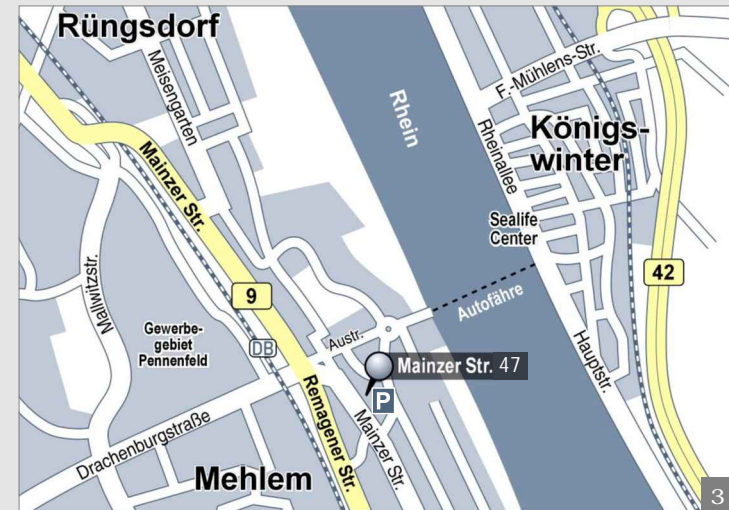 Rüngsdorf
Meisengarten
F.-Mühlens-Str.
Rhein
Rheinallee
Königs-
winter
Mainzer Str.
Sealife
Center
Mallwitzstr.
9
42
Autofähre
Gewerbe-
gebiet
Pennenfeld
DB
Austr.
Mainzer Str. 47
P
Hauptstr.
Remagener Str.
Mainzer Str.
Drachenburgstraße
Mehlem
3